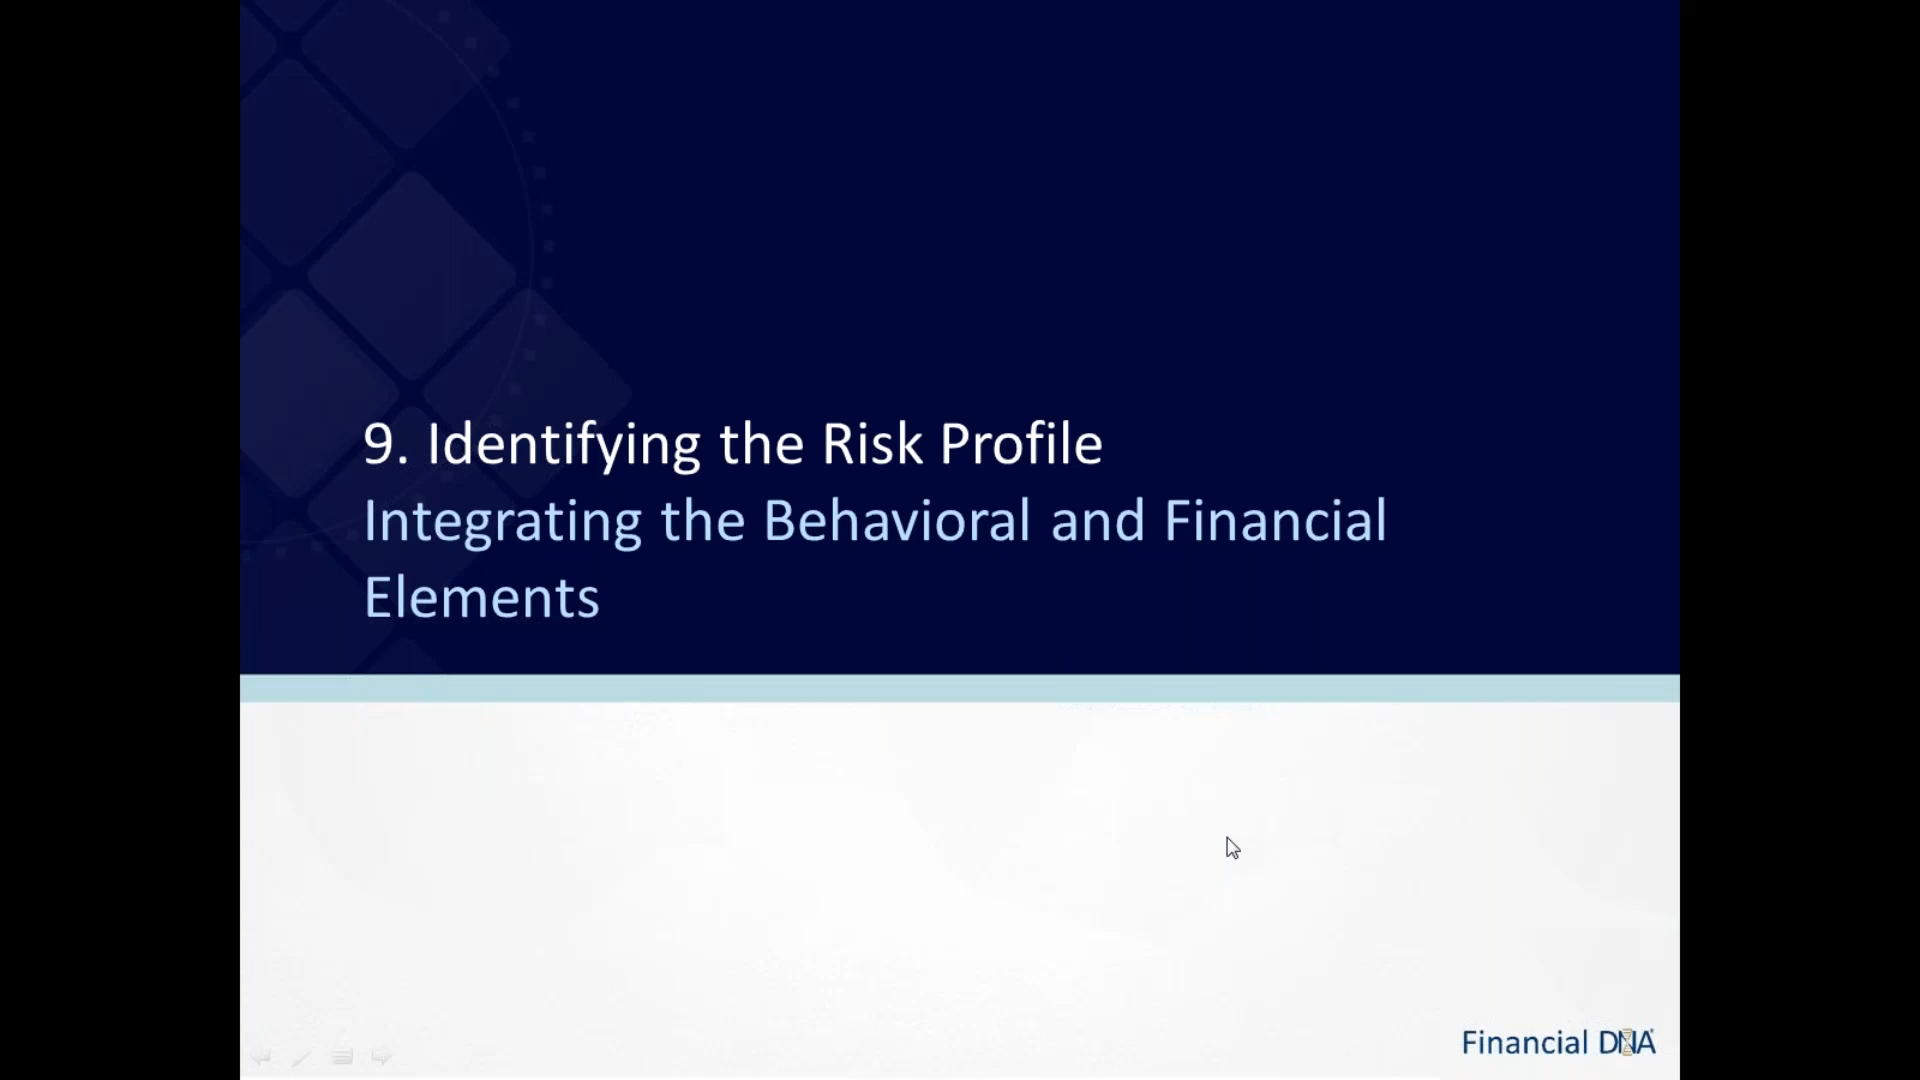 9. Identifying the Risk Profile
Integrating the Behavioral and Financial
Elements
Financial DNA